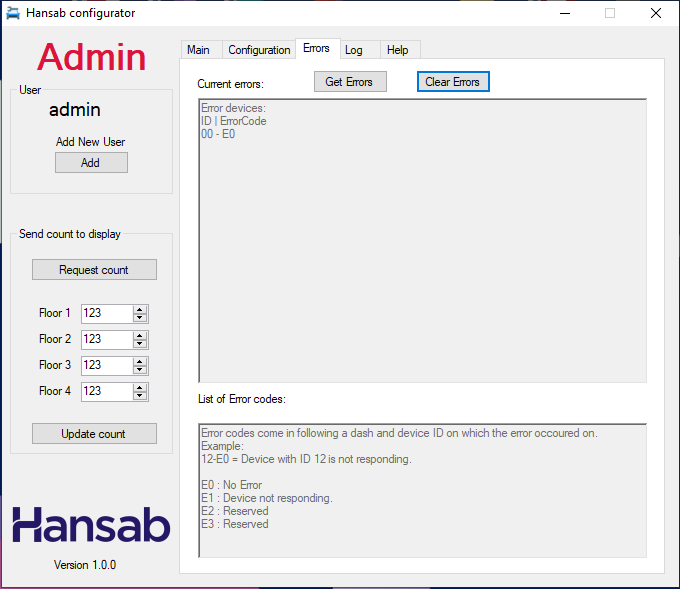 Hansab configurator
Admin
User
admin
Add New User
Add
Send count to display
Request count
Floor 1 123
Floor 2 123
Floor 3 123
Floor 4 123
Update count
Hansab
Version 1.0.0
Main Configuration Errors Log Help
Current errors: Get Errors Clear Errors
Error devices:
ID | ErrorCode
00 - E0
List of Error codes:
Error codes come in following a dash and device ID on which the error occoured on.
Example:
12-E0 = Device with ID 12 is not responding.
E0 : No Error
E1 : Device not responding.
E2 : Reserved
E3 : Reserved